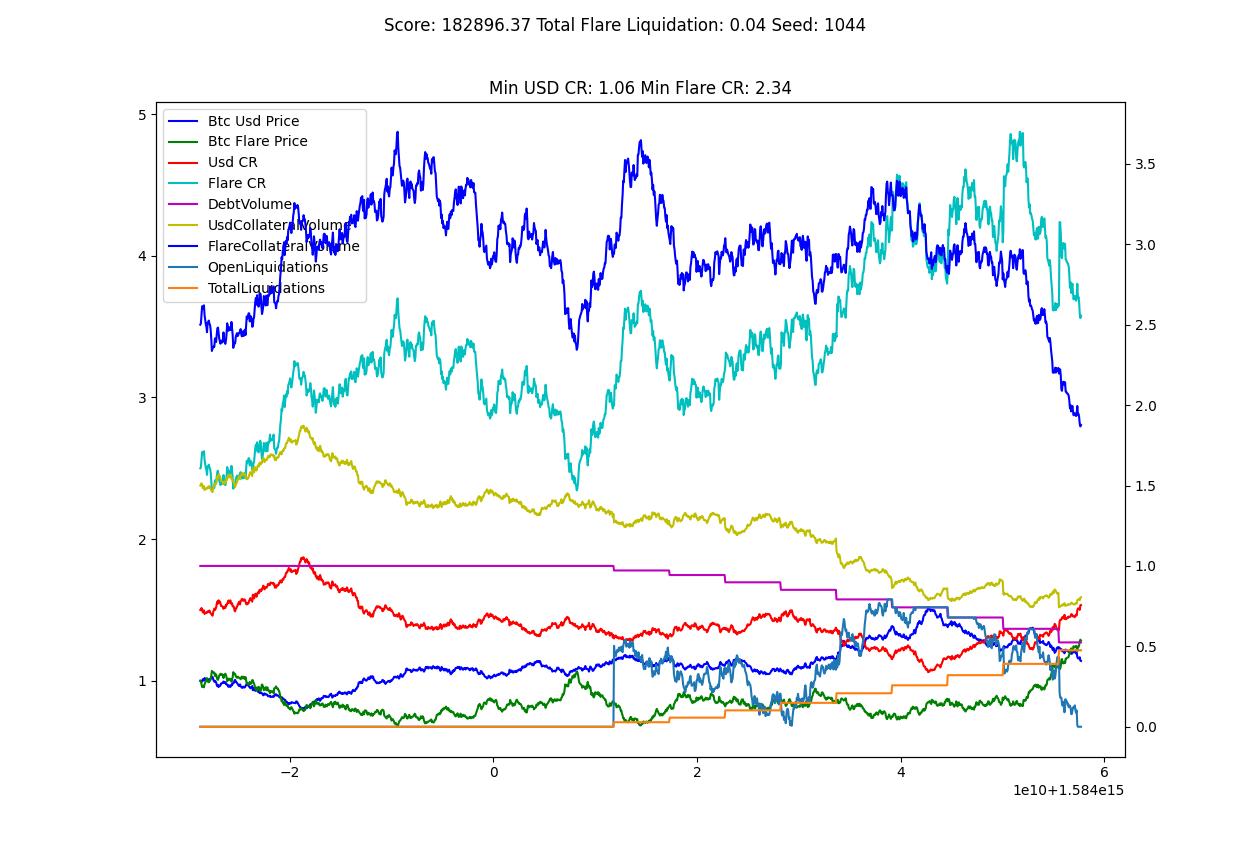 Score: 182896.37 Total Flare Liquidation: 0.04 Seed: 1044
Min USD CR: 1.06 Min Flare CR: 2.34
Btc Usd Price
Btc Flare Price
Usd CR
Flare CR
DebtVolume
UsdCollateralVolume
FlareCollateralVolume
OpenLiquidations
TotalLiquidations
5
4
3
2
1
3.5
3.0
2.5
2.0
1.5
1.0
0.5
0.0
−2 0 2 4 6
1e10+1.584e15